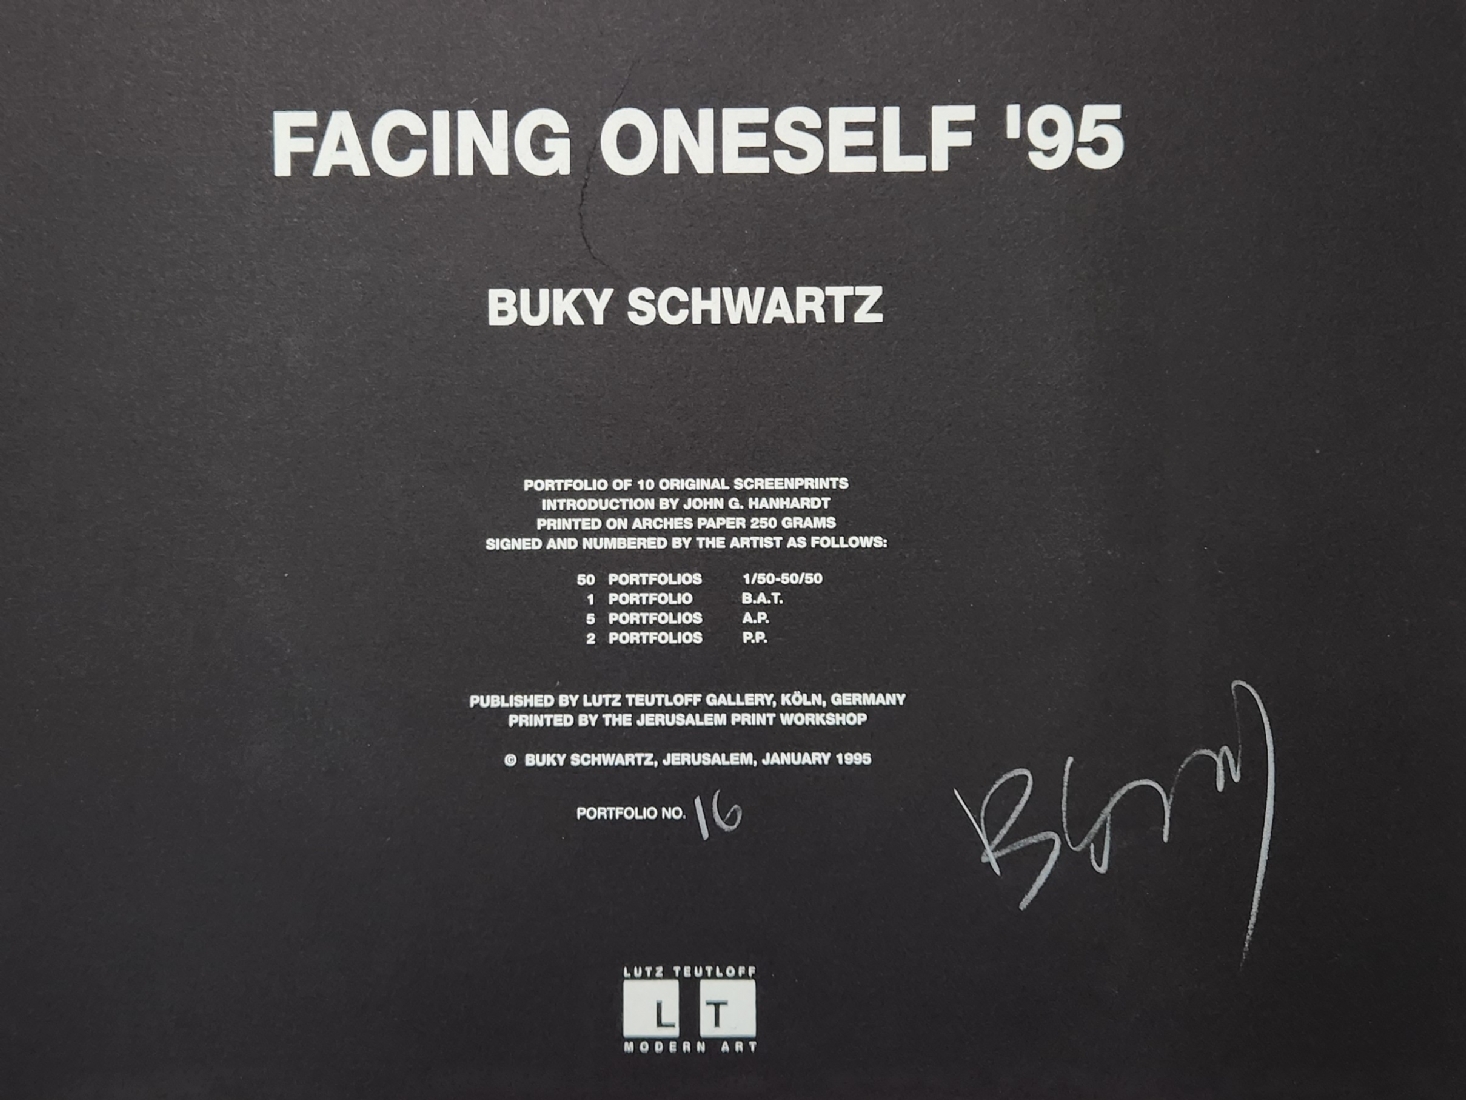 FACING ONESELF '95
BUKY SCHWARTZ
PORTFOLIO OF 10 ORIGINAL SCREENPRINTS
INTRODUCTION BY JOHN G. HANHARDT
PRINTED ON ARCHES PAPER 250 GRAMS
SIGNED AND NUMBERED BY THE ARTIST AS FOLLOWS:
50 PORTFOLIOS 1/50-50/50
1 PORTFOLIO B.A.T.
5 PORTFOLIOS A.P.
2 PORTFOLIOS P.P.
PUBLISHED BY LUTZ TEUTLOFF GALLERY, KÖLN, GERMANY
PRINTED BY THE JERUSALEM PRINT WORKSHOP
© BUKY SCHWARTZ, JERUSALEM, JANUARY 1995
PORTFOLIO NO. 16
LUTZ TEUTLOFF
L T
MODERN ART